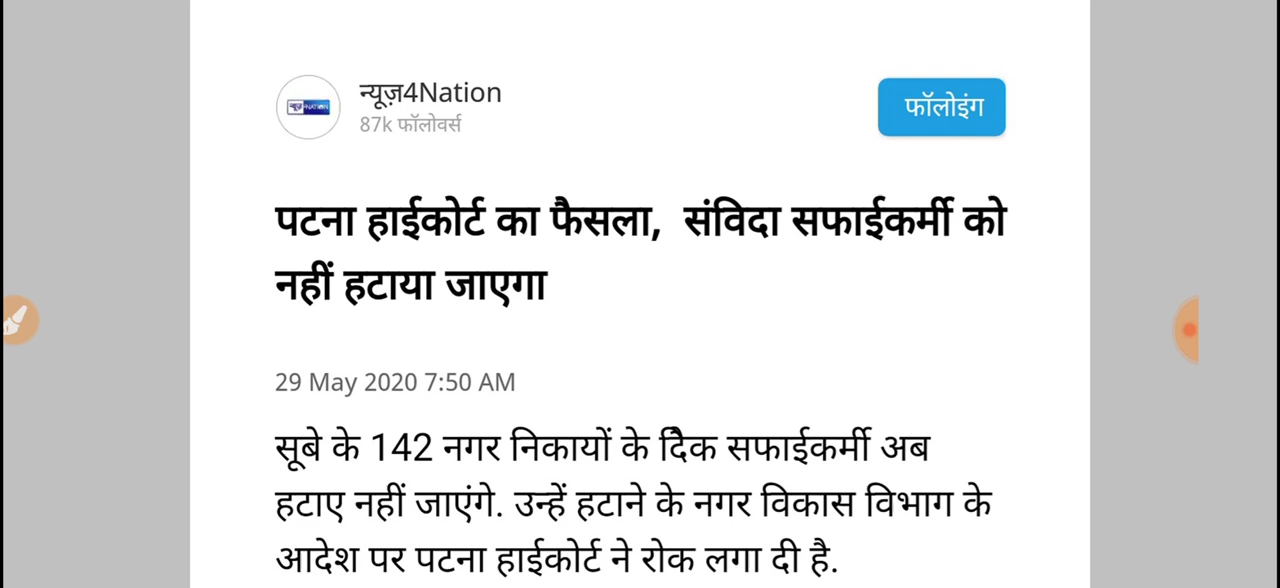 न्यूज़4Nation
87k फॉलोवर्स
फॉलोइंग
पटना हाईकोर्ट का फैसला, संविदा सफाईकर्मी को
नहीं हटाया जाएगा
29 May 2020 7:50 AM
सूबे के 142 नगर निकायों के दैिक सफाईकर्मी अब
हटाए नहीं जाएंगे. उन्हें हटाने के नगर विकास विभाग के
आदेश पर पटना हाईकोर्ट ने रोक लगा दी है.